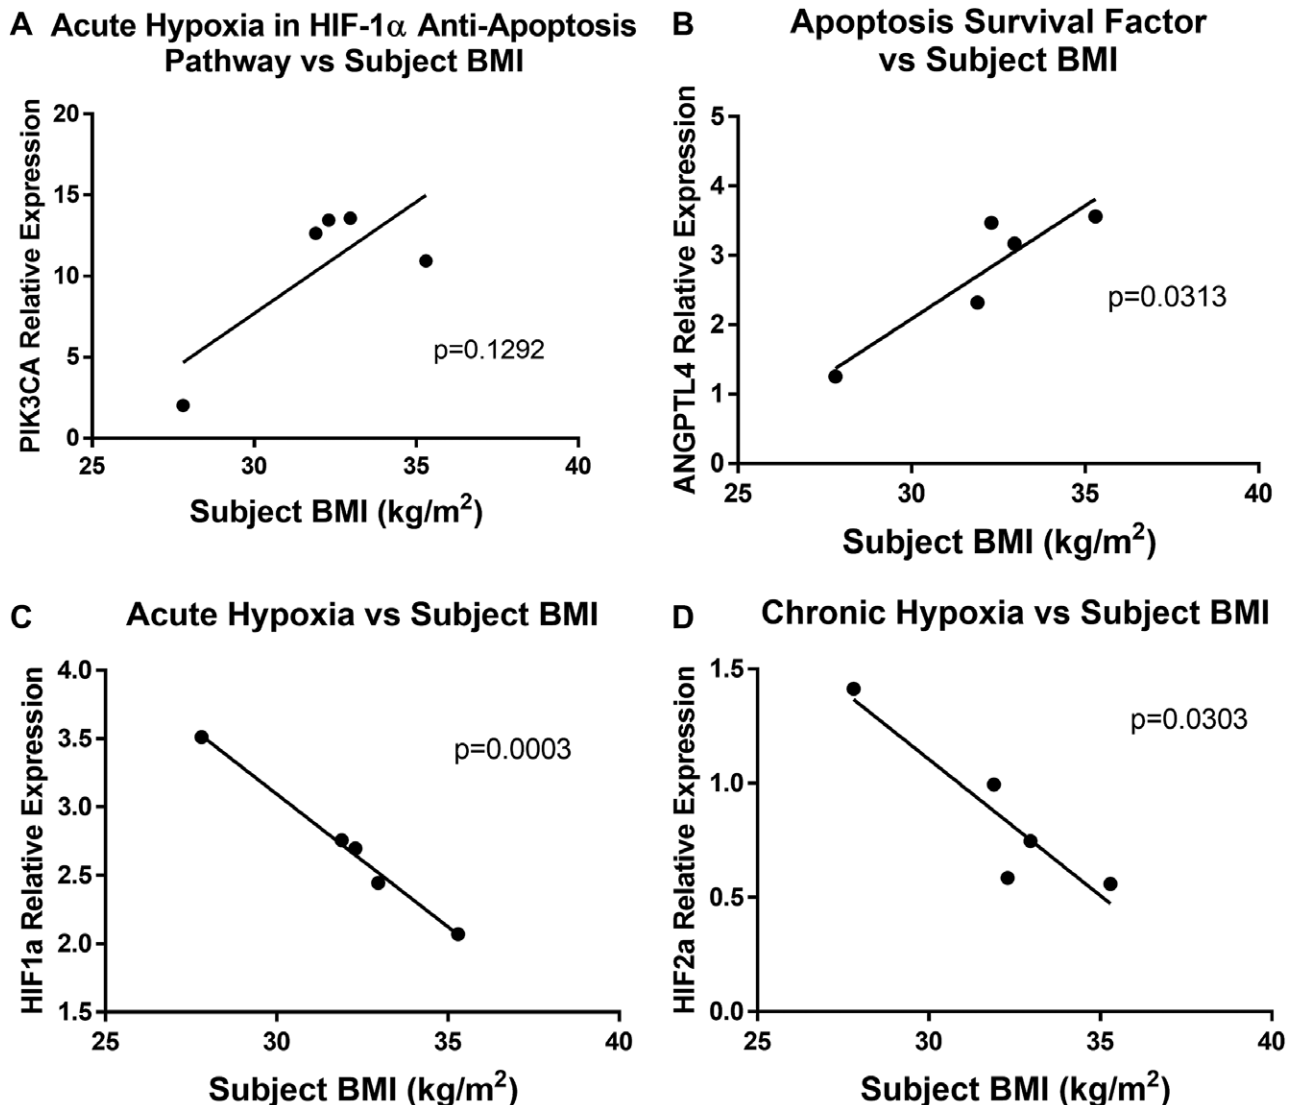 A Acute Hypoxia in HIF-1α Anti-Apoptosis
Pathway vs Subject BMI
PIK3CA Relative Expression
20
15
10
5
0
p=0.1292
25 30 35 40
Subject BMI (kg/m²)
B Apoptosis Survival Factor
vs Subject BMI
ANGPTL4 Relative Expression
5
4
3
2
1
0
p=0.0313
25 30 35 40
Subject BMI (kg/m²)
C Acute Hypoxia vs Subject BMI
HIF1a Relative Expression
4.0
3.5
3.0
2.5
2.0
1.5
p=0.0003
25 30 35 40
Subject BMI (kg/m²)
D Chronic Hypoxia vs Subject BMI
HIF2a Relative Expression
1.5
1.0
0.5
0.0
p=0.0303
25 30 35 40
Subject BMI (kg/m²)